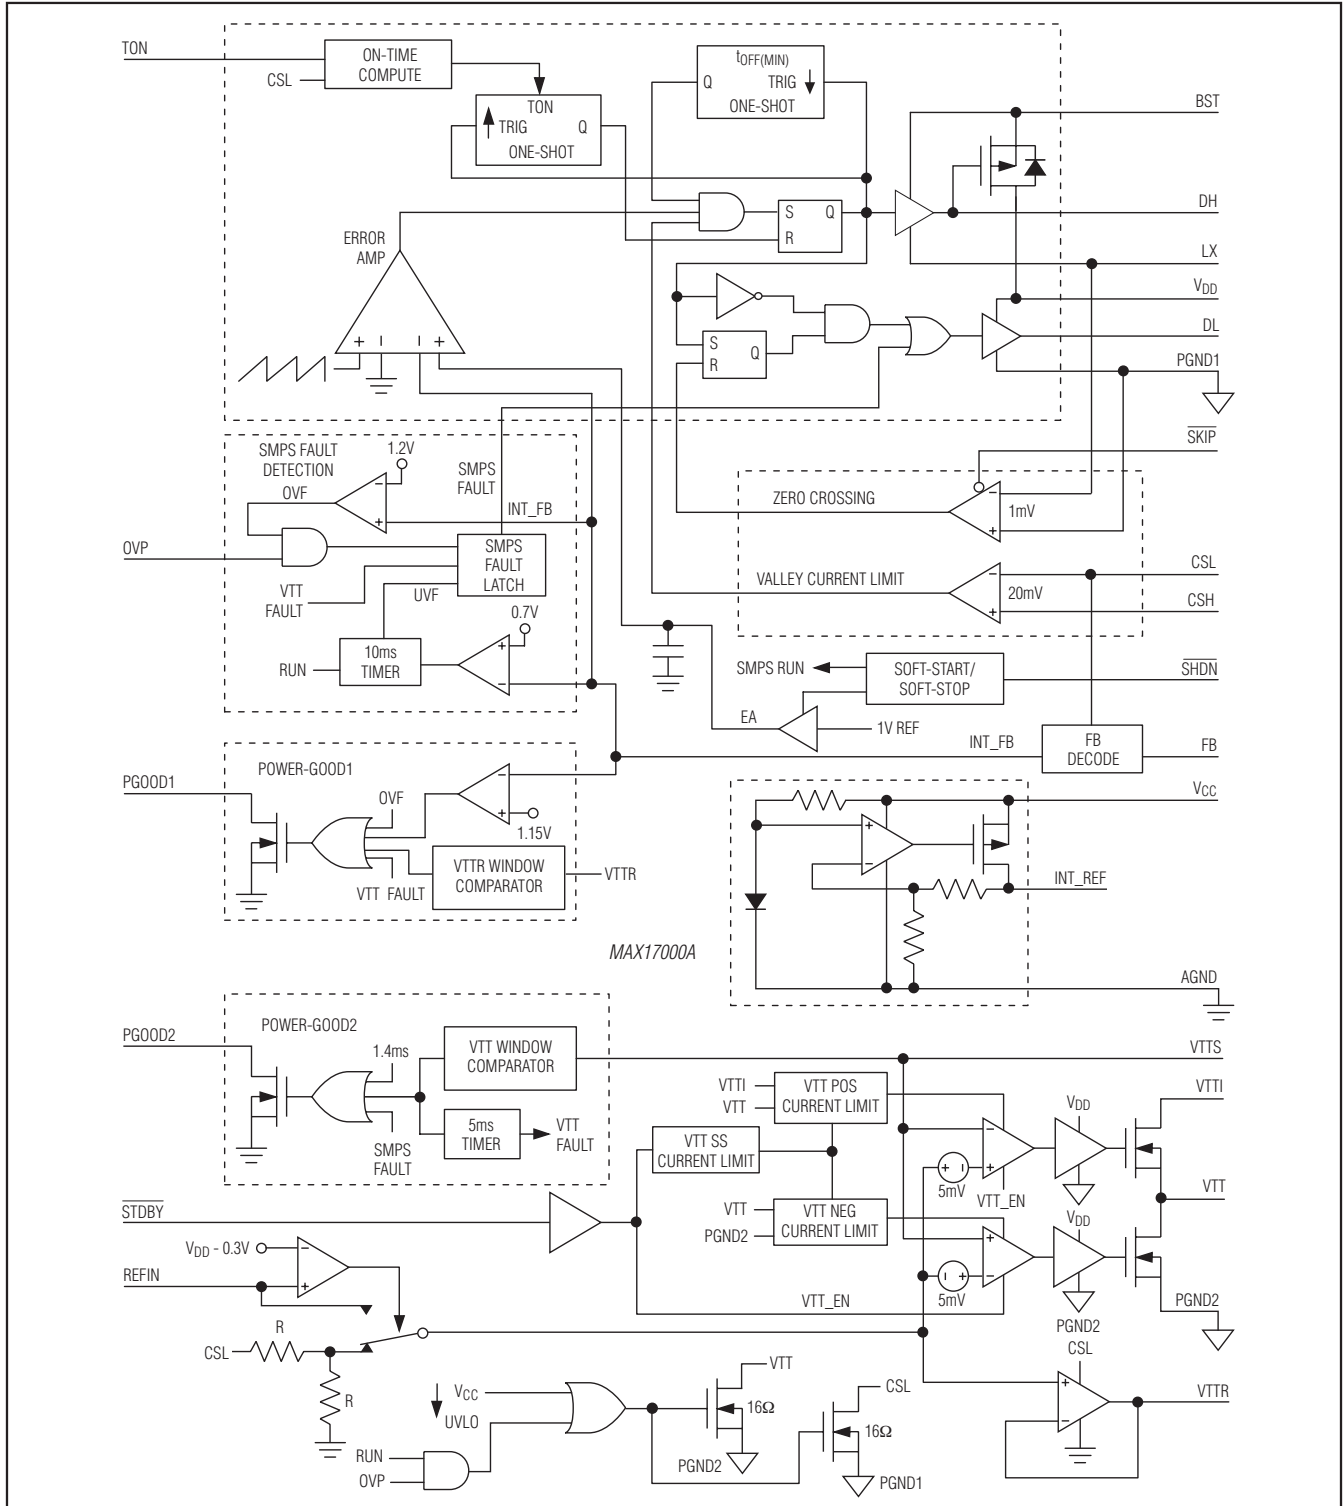 TON
CSL
ON-TIME
COMPUTE
TON
TRIG
Q
ONE-SHOT
tOFF(MIN)
Q
TRIG
ONE-SHOT
BST
DH
LX
VDD
DL
PGND1
S
Q
R
ERROR
AMP
+
−
−
+
S
R
Q
SKIP
SMPS FAULT
DETECTION
1.2V
OVF
−
+
INT_FB
SMPS
FAULT
OVP
SMPS
FAULT
LATCH
VTT
FAULT
UVF
0.7V
+
−
RUN
10ms
TIMER
ZERO CROSSING
−
+
1mV
VALLEY CURRENT LIMIT
−
+
20mV
CSL
CSH
SMPS RUN
SOFT-START/
SOFT-STOP
SHDN
EA
1V REF
INT_FB
FB
DECODE
FB
PGOOD1
POWER-GOOD1
OVF
−
+
1.15V
VTT FAULT
VTTR WINDOW
COMPARATOR
VTTR
VCC
+
−
INT_REF
AGND
MAX17000A
PGOOD2
POWER-GOOD2
1.4ms
VTT WINDOW
COMPARATOR
5ms
TIMER
VTT
FAULT
SMPS
FAULT
VTTS
VTTI
VTT
VTT POS
CURRENT LIMIT
VTT SS
CURRENT LIMIT
VTT
PGND2
VTT NEG
CURRENT LIMIT
−
+
+ −
5mV
VTT_EN
VDD
VTTI
VTT
+
−
− +
5mV
VDD
PGND2
PGND2
STDBY
VTT_EN
VDD - 0.3V
−
+
REFIN
R
CSL
R
VCC
UVLO
RUN
OVP
VTT
16Ω
PGND2
CSL
16Ω
PGND1
CSL
+
−
VTTR